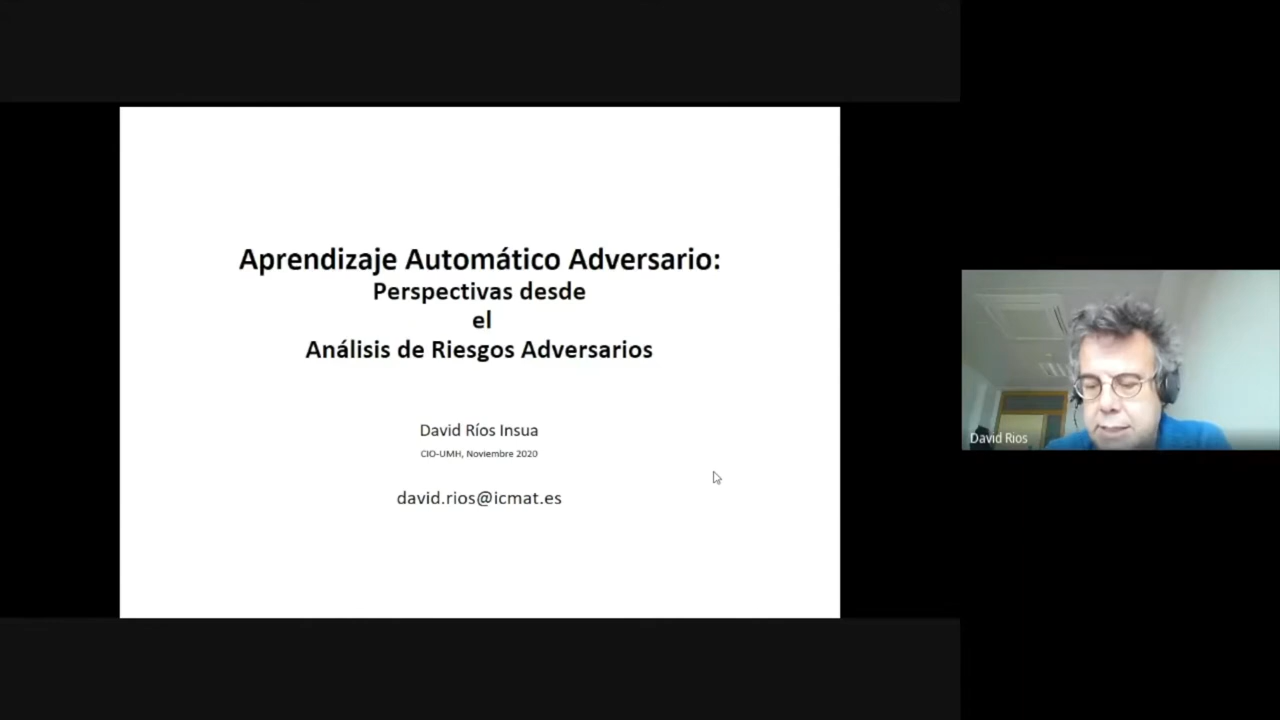 Aprendizaje Automático Adversario:
Perspectivas desde
el
Análisis de Riesgos Adversarios
David Ríos Insua
CIO-UMH, Noviembre 2020
david.rios@icmat.es
David Rios